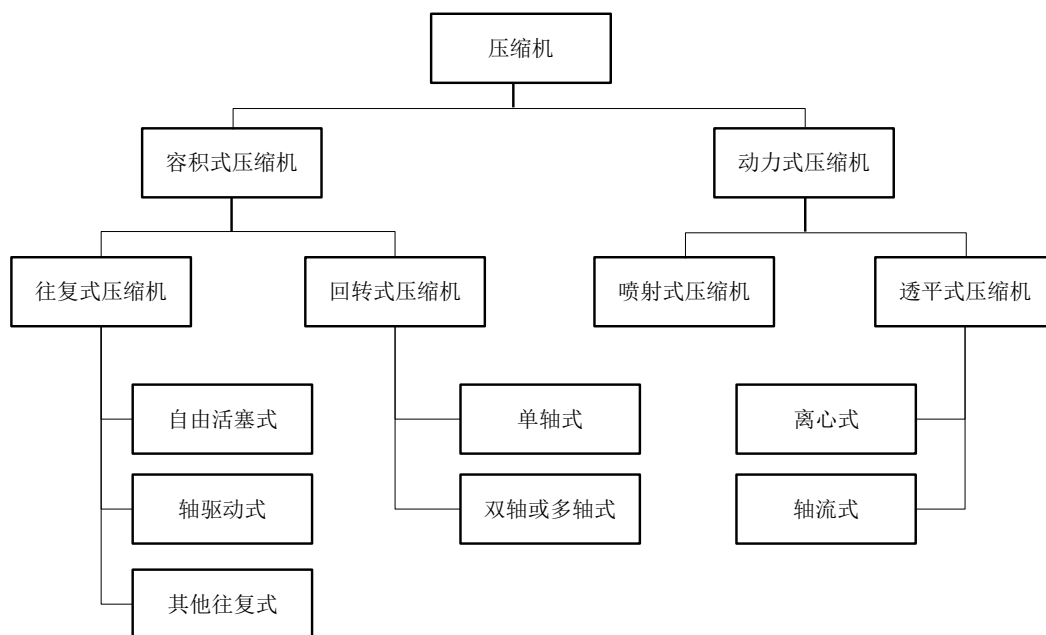 压缩机
容积式压缩机
动力式压缩机
往复式压缩机
回转式压缩机
喷射式压缩机
透平式压缩机
自由活塞式
单轴式
离心式
轴驱动式
双轴或多轴式
轴流式
其他往复式